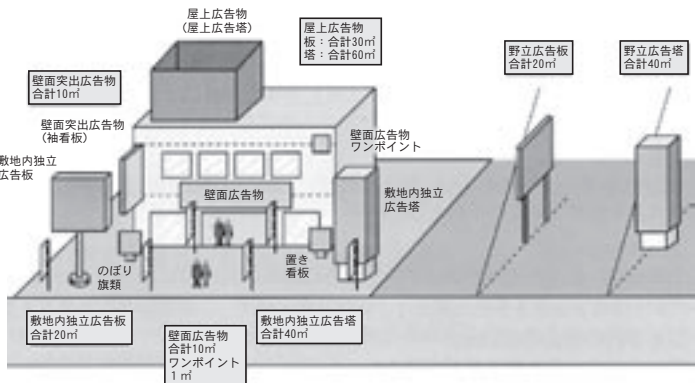 屋上広告物
（屋上広告塔）
屋上広告物
板：合計30㎡
塔：合計60㎡
野立広告板
合計20㎡
野立広告塔
合計40㎡
壁面突出広告物
合計10㎡
壁面突出広告物
（袖看板）
壁面広告物
ワンポイント
敷地内独立
広告板
壁面広告物
敷地内独立
広告塔
のぼり
旗類
置き
看板
敷地内独立広告板
合計20㎡
壁面広告物
合計10㎡
ワンポイント
１㎡
敷地内独立広告塔
合計40㎡